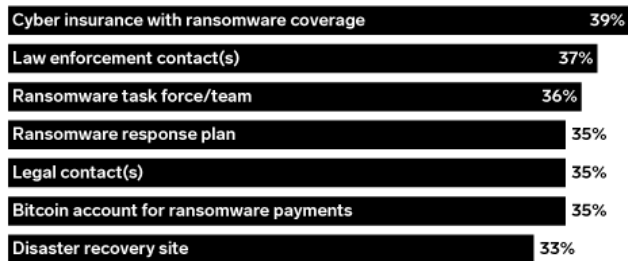 Cyber insurance with ransomware coverage 39%
Law enforcement contact(s) 37%
Ransomware task force/team 36%
Ransomware response plan 35%
Legal contact(s) 35%
Bitcoin account for ransomware payments 35%
Disaster recovery site 33%